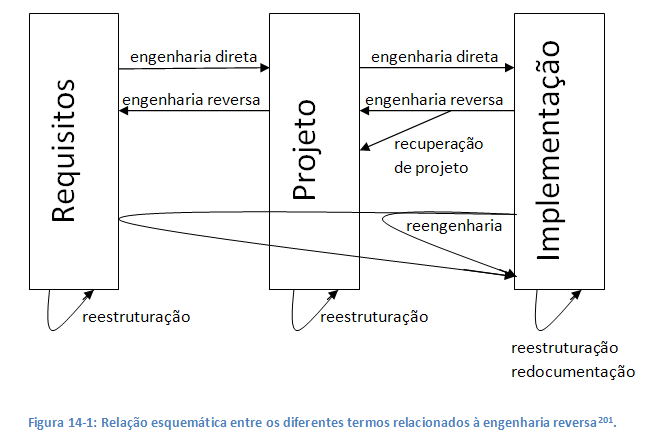 Requisitos
Projeto
Implementação
engenharia direta
engenharia direta
engenharia reversa
engenharia reversa
recuperação
de projeto
reengenharia
reestruturação
reestruturação
reestruturação
redocumentação
Figura 14-1: Relação esquemática entre os diferentes termos relacionados à engenharia reversa²⁰¹.